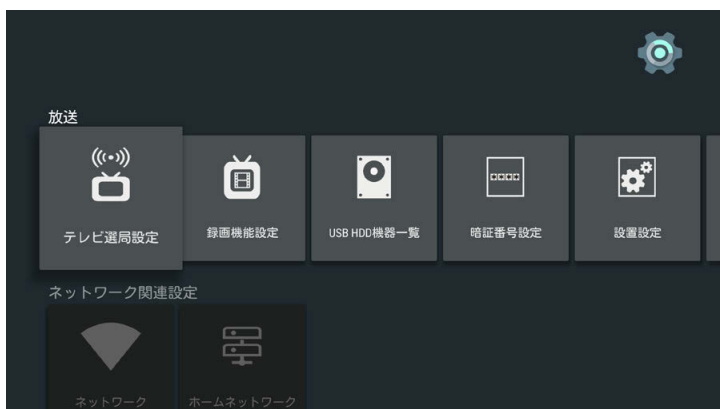 放送
テレビ選局設定
録画機能設定
USB HDD機器一覧
暗証番号設定
設置設定
ネットワーク関連設定
ネットワーク
ホームネットワーク